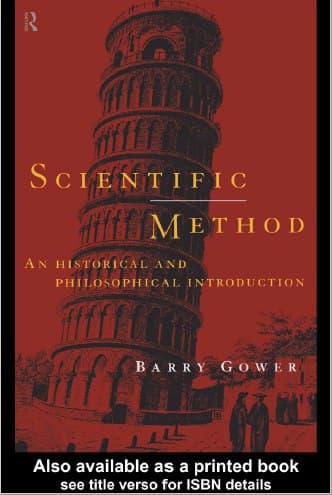 SCIENTIFIC
METHOD
AN HISTORICAL AND
PHILOSOPHICAL INTRODUCTION
BARRY GOWER
Also available as a printed book
see title verso for ISBN details